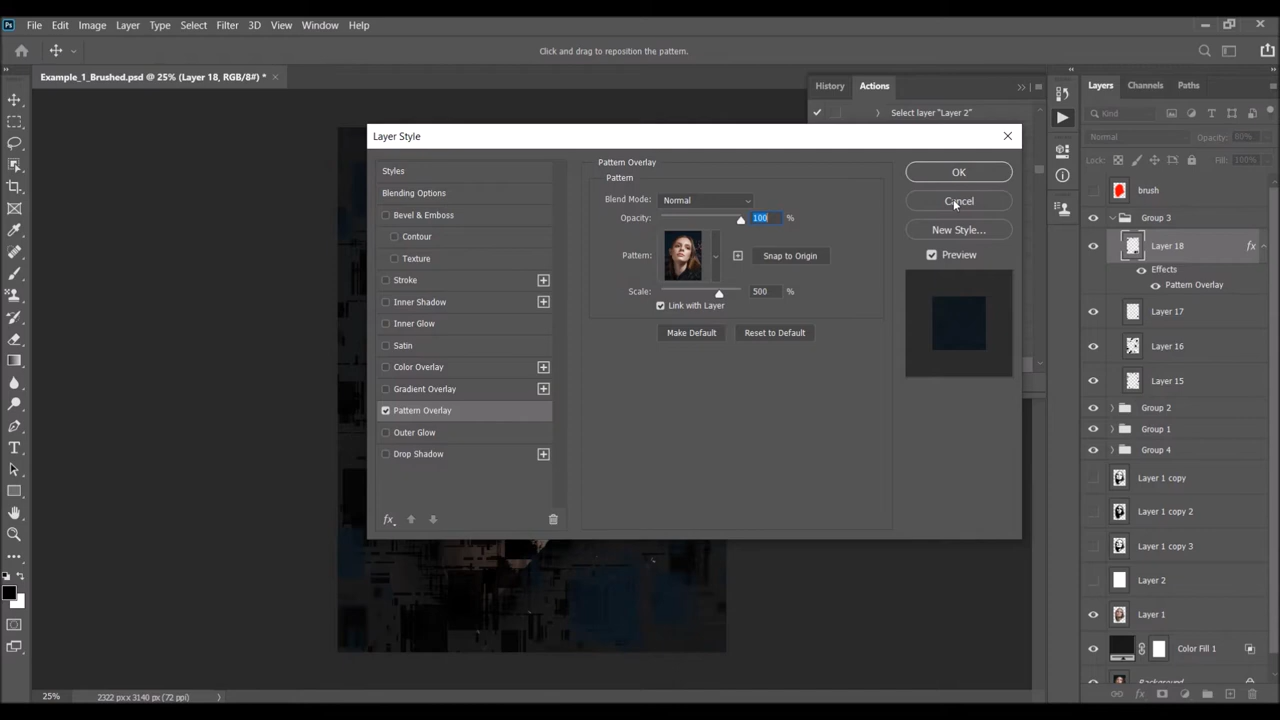 Ps File Edit Image Layer Type Select Filter 3D View Window Help
Click and drag to reposition the pattern.
Example_1_Brushed.psd @ 25% (Layer 18, RGB/8#) *
History Actions
Select layer "Layer 2"
Layer Style
Styles
Blending Options
Bevel & Emboss
Contour
Texture
Stroke
Inner Shadow
Inner Glow
Satin
Color Overlay
Gradient Overlay
Pattern Overlay
Outer Glow
Drop Shadow
fx
Pattern Overlay
Pattern
Blend Mode: Normal
Opacity: 100 %
Pattern: Snap to Origin
Scale: 500 %
Link with Layer
Make Default Reset to Default
OK
Cancel
New Style...
Preview
Layers Channels Paths
Kind
Normal Opacity: 80%
Lock: Fill: 100%
brush
Group 3
Layer 18 fx
Effects
Pattern Overlay
Layer 17
Layer 16
Layer 15
Group 2
Group 1
Group 4
Layer 1 copy
Layer 1 copy 2
Layer 1 copy 3
Layer 2
Layer 1
Color Fill 1
Background
fx
25% 2322 px x 3140 px (72 ppi)